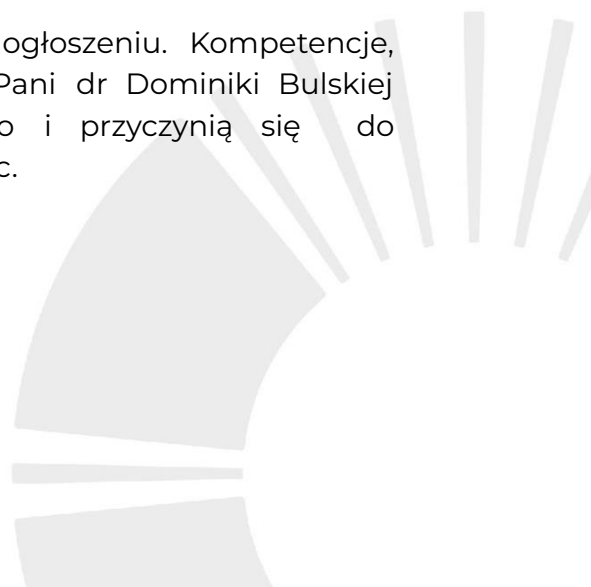 ogłoszeniu. Kompetencje,
Pani dr Dominiki Bulskiej
o i przyczynią się do
c.